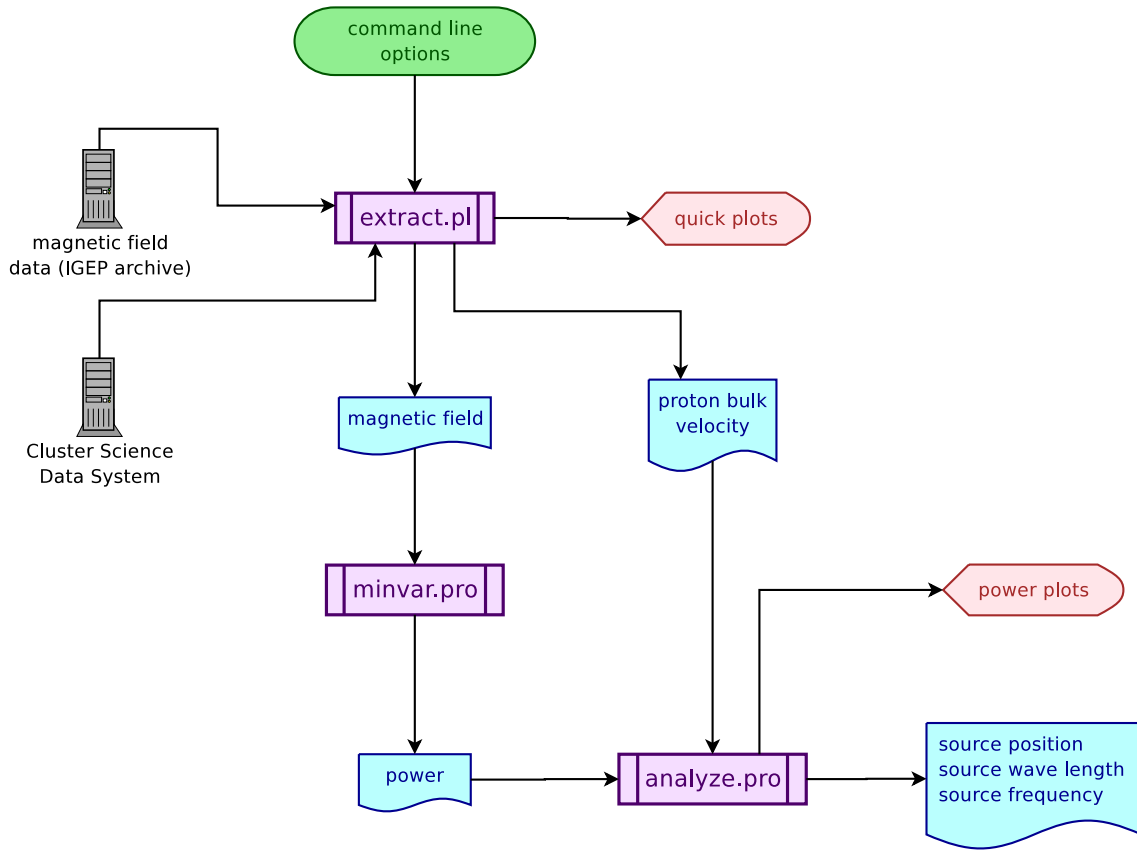 command line
options
extract.pl
quick plots
magnetic field
data (IGEP archive)
magnetic field
proton bulk
velocity
Cluster Science
Data System
minvar.pro
power plots
power
analyze.pro
source position
source wave length
source frequency